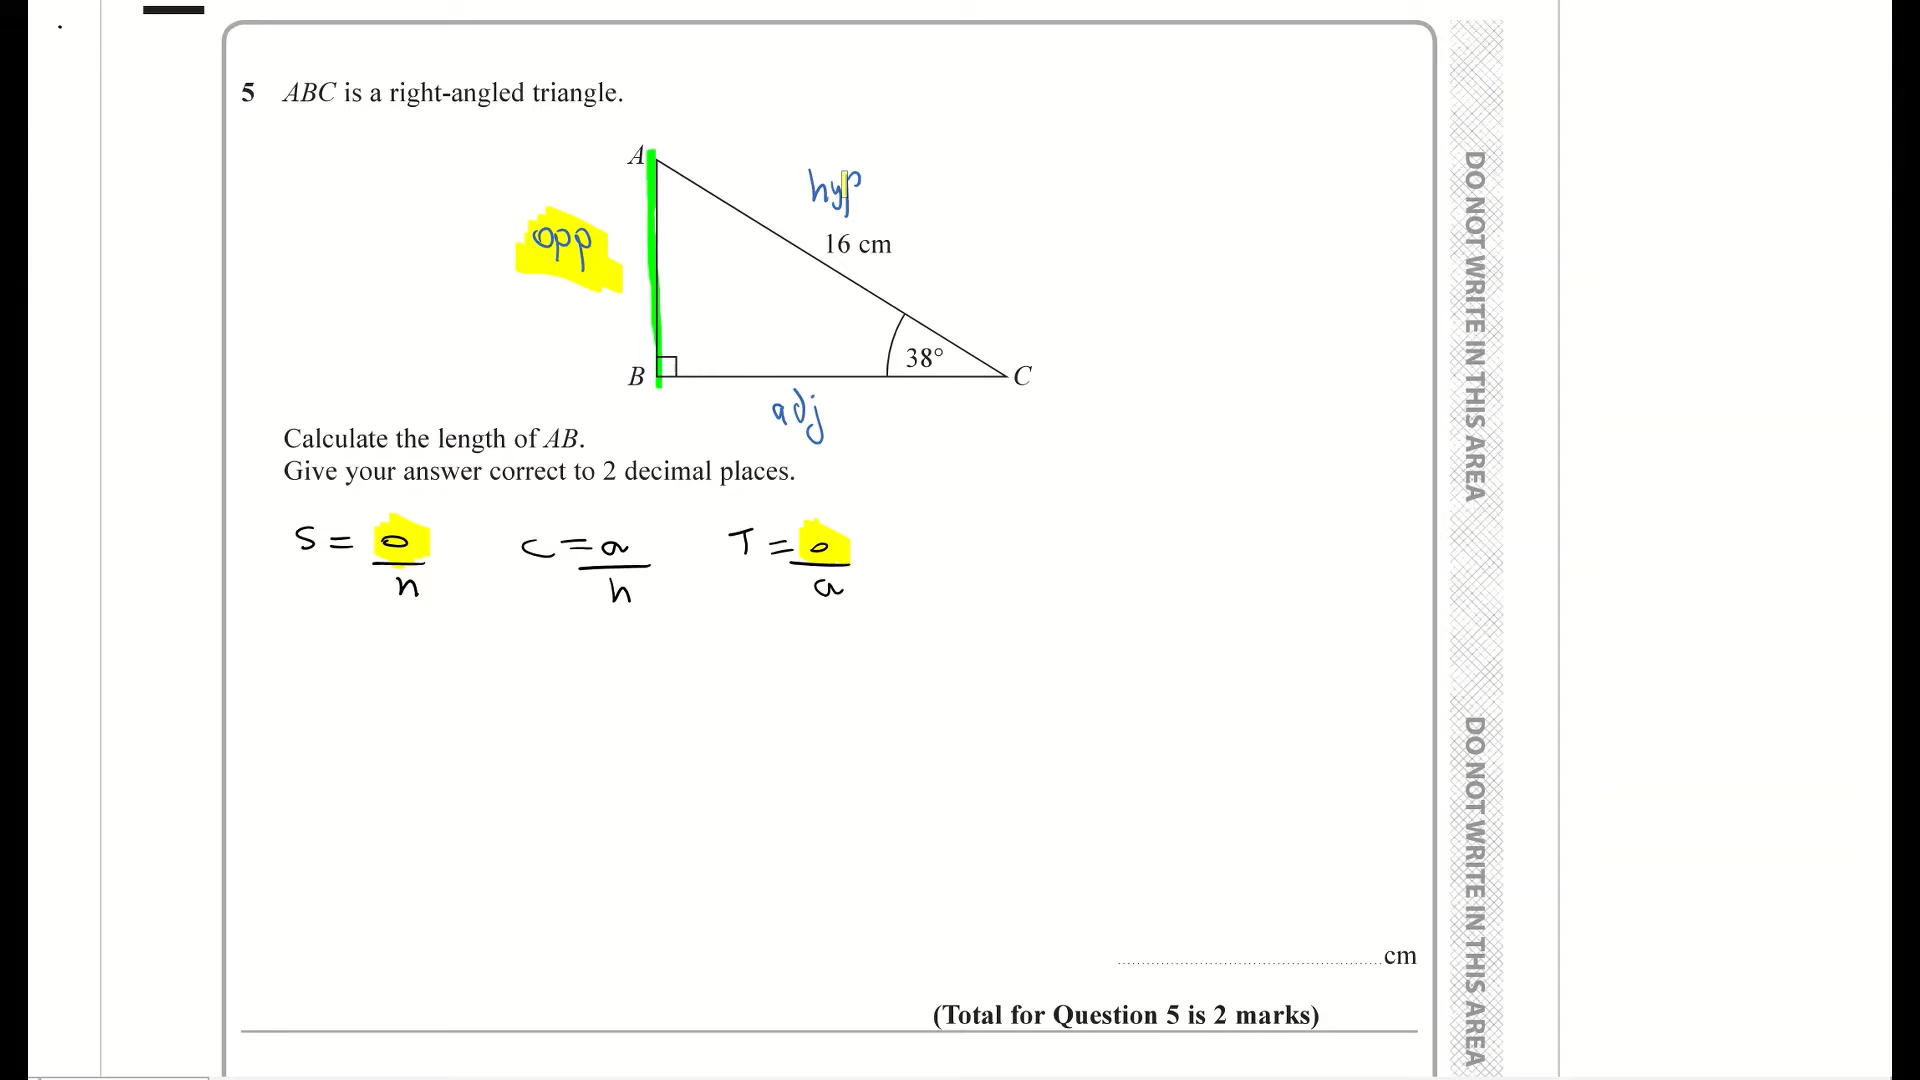 5 ABC is a right-angled triangle.
A
hyp
opp
16 cm
38°
B
C
adj
Calculate the length of AB.
Give your answer correct to 2 decimal places.
S = o/h C = a/h T = o/a
cm
(Total for Question 5 is 2 marks)
DO NOT WRITE IN THIS AREA
DO NOT WRITE IN THIS AREA